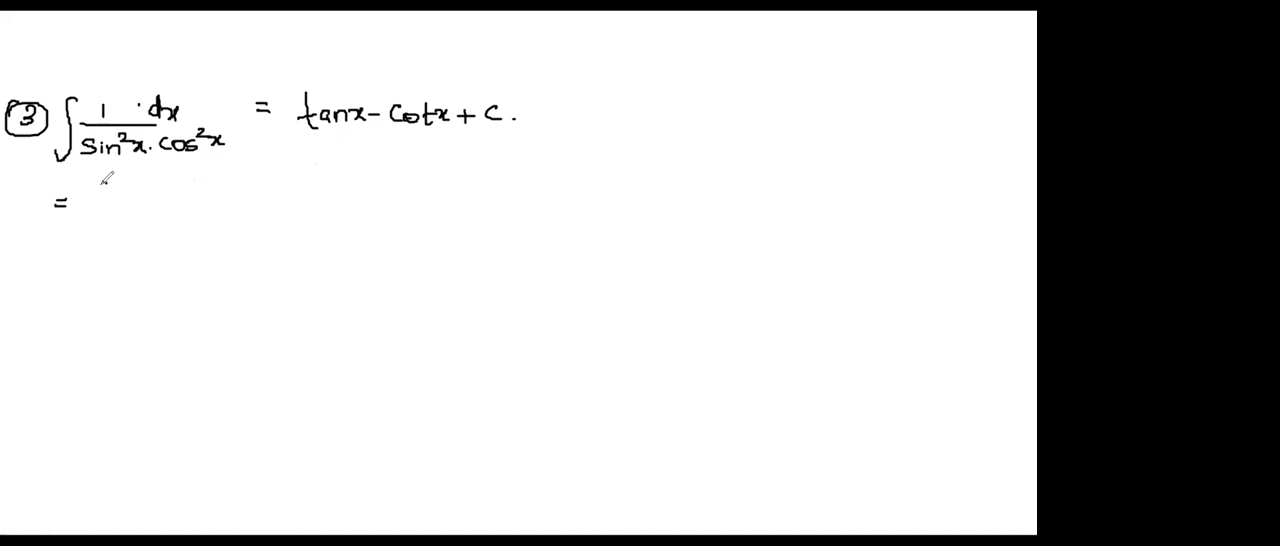 ③ ∫ 1 · dx / sin²x · cos²x = tanx - cotx + c.
=